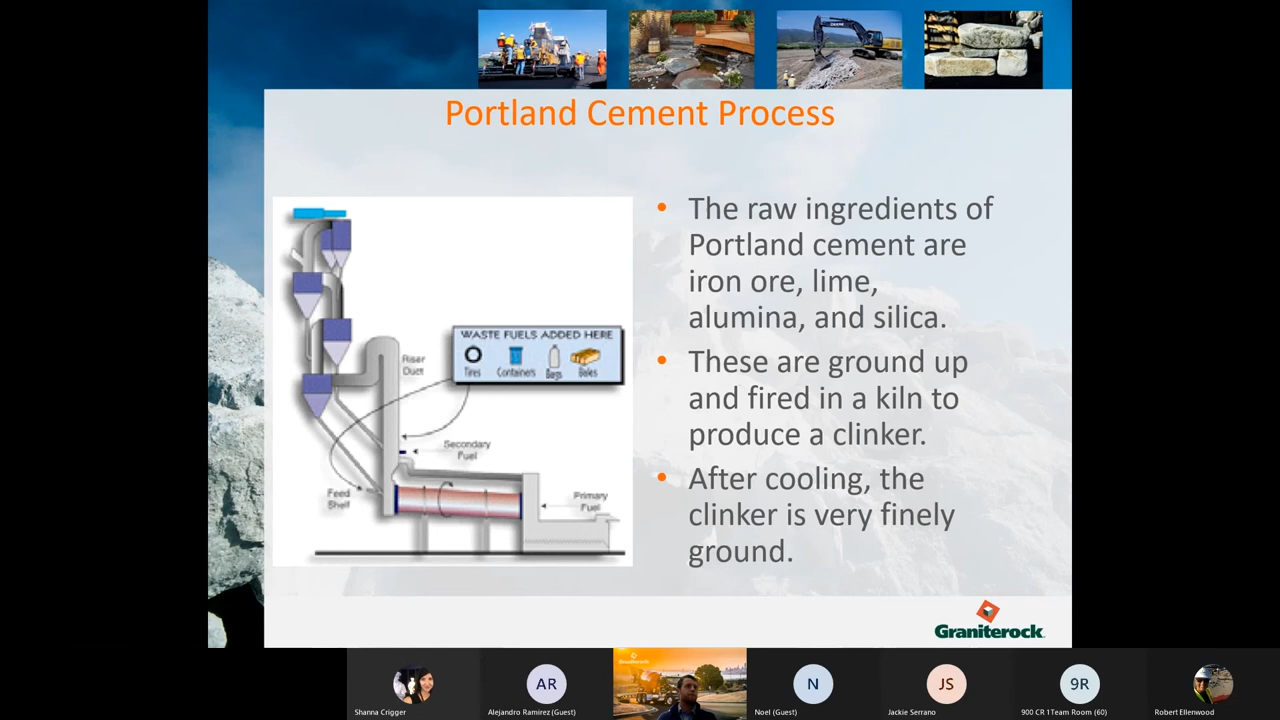 Portland Cement Process
WASTE FUELS ADDED HERE
Tires Containers Bags Bales
Riser
Duct
Secondary
Fuel
Feed
Shelf
Primary
Fuel
• The raw ingredients of
Portland cement are
iron ore, lime,
alumina, and silica.
• These are ground up
and fired in a kiln to
produce a clinker.
• After cooling, the
clinker is very finely
ground.
Graniterock
AR
Graniterock
N
JS
9R
Shanna Crigger
Alejandro Ramirez (Guest)
Noel (Guest)
Jackie Serrano
900 CR 1Team Room (60)
Robert Ellenwood